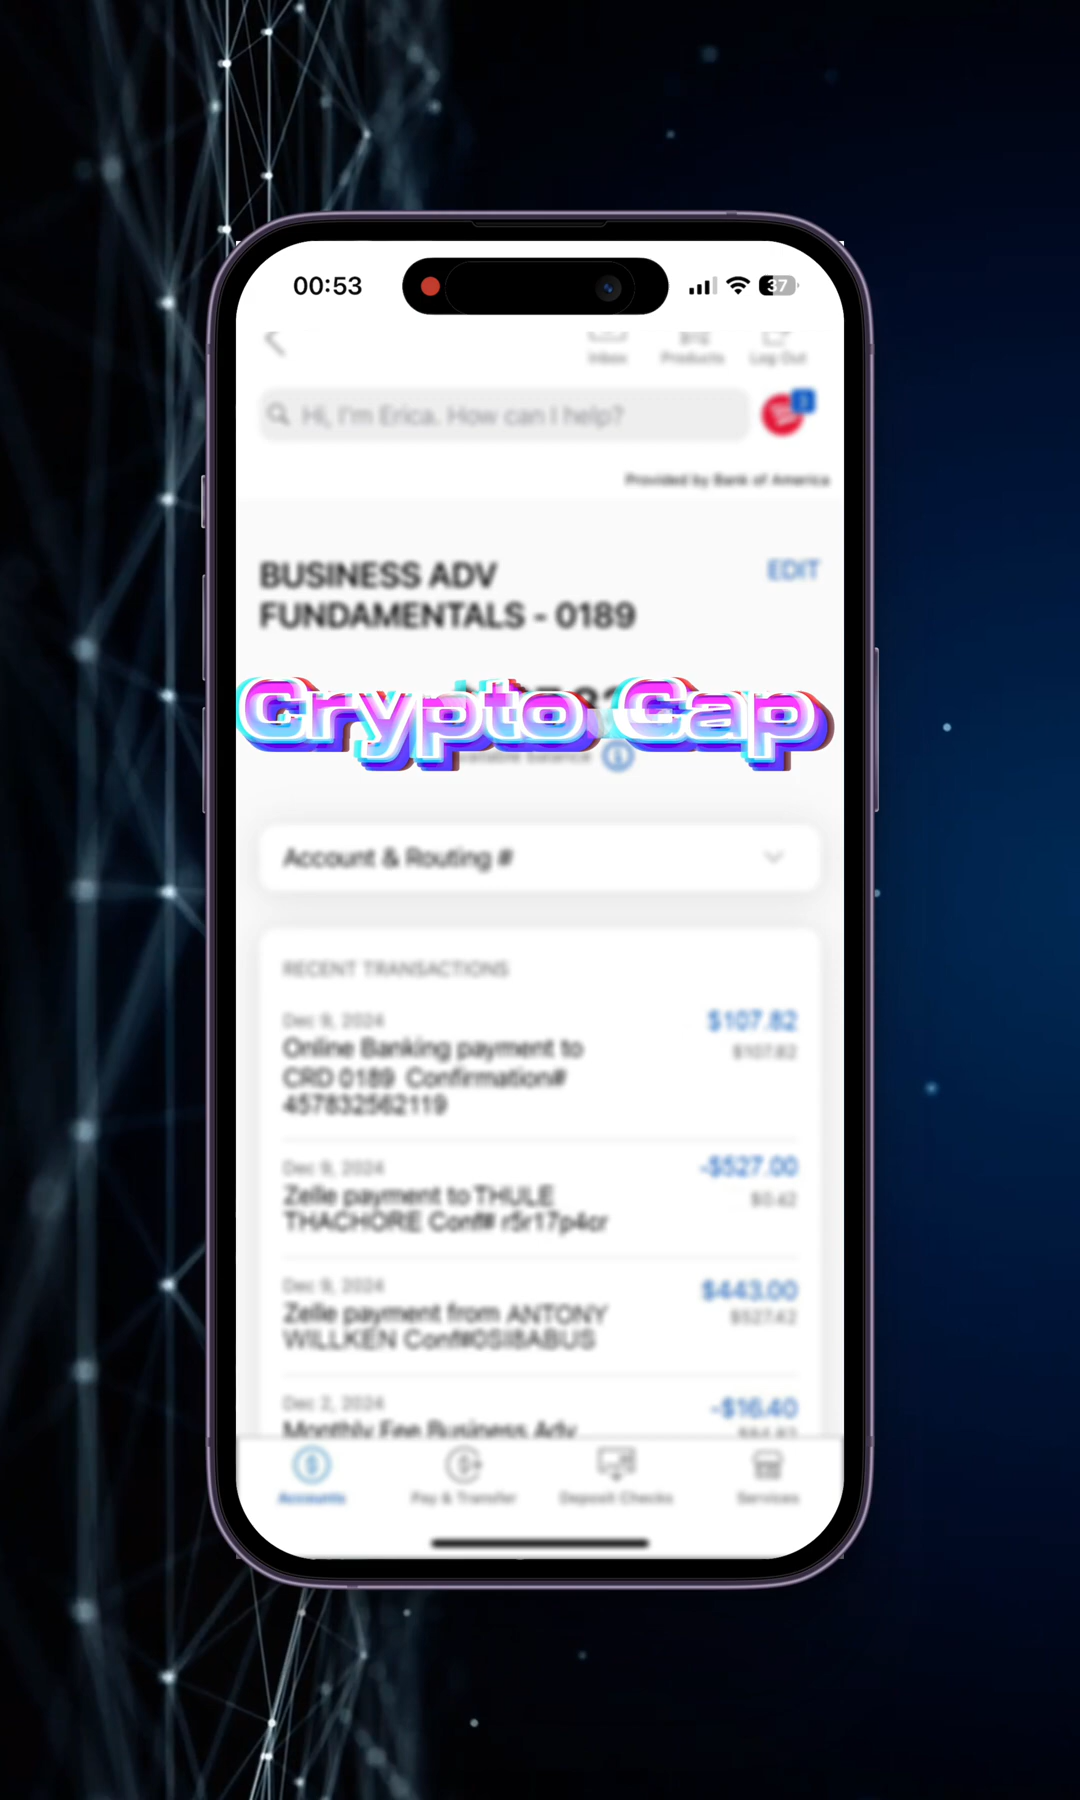 00:53
37
Inbox
Products
Log Out
Hi, I'm Erica. How can I help?
Provided by Bank of America
BUSINESS ADV
EDIT
FUNDAMENTALS - 0189
Crypto Cap
Account & Routing #
RECENT TRANSACTIONS
Dec 9, 2024
$107.82
Online Banking payment to
$107.82
CRD 0189 Confirmation#
457832562119
Dec 9, 2024
-$527.00
Zelle payment to THULE
$0.42
THACHORE Conf# r5r17p4cr
Dec 9, 2024
$443.00
Zelle payment from ANTONY
$527.42
WILLKEN Conf#0SI8ABUS
Dec 2, 2024
-$16.40
Monthly Fee Business Adv
Accounts
Pay & Transfer
Deposit Checks
Services